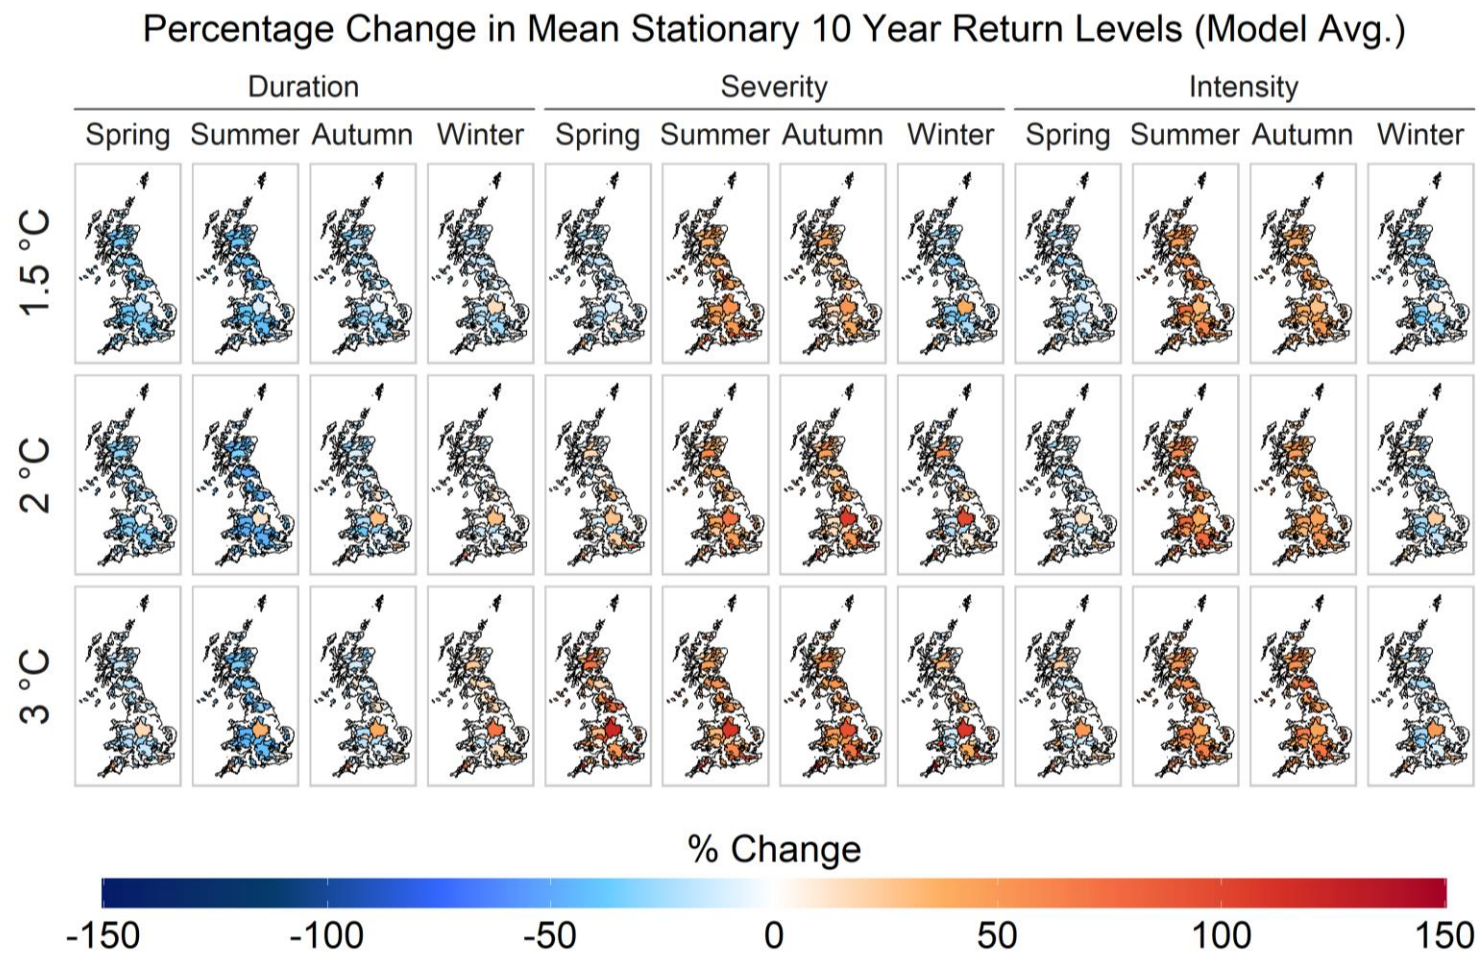 Percentage Change in Mean Stationary 10 Year Return Levels (Model Avg.)
Duration Severity Intensity
Spring Summer Autumn Winter Spring Summer Autumn Winter Spring Summer Autumn Winter
1.5 °C
2 °C
3 °C
% Change
-150 -100 -50 0 50 100 150